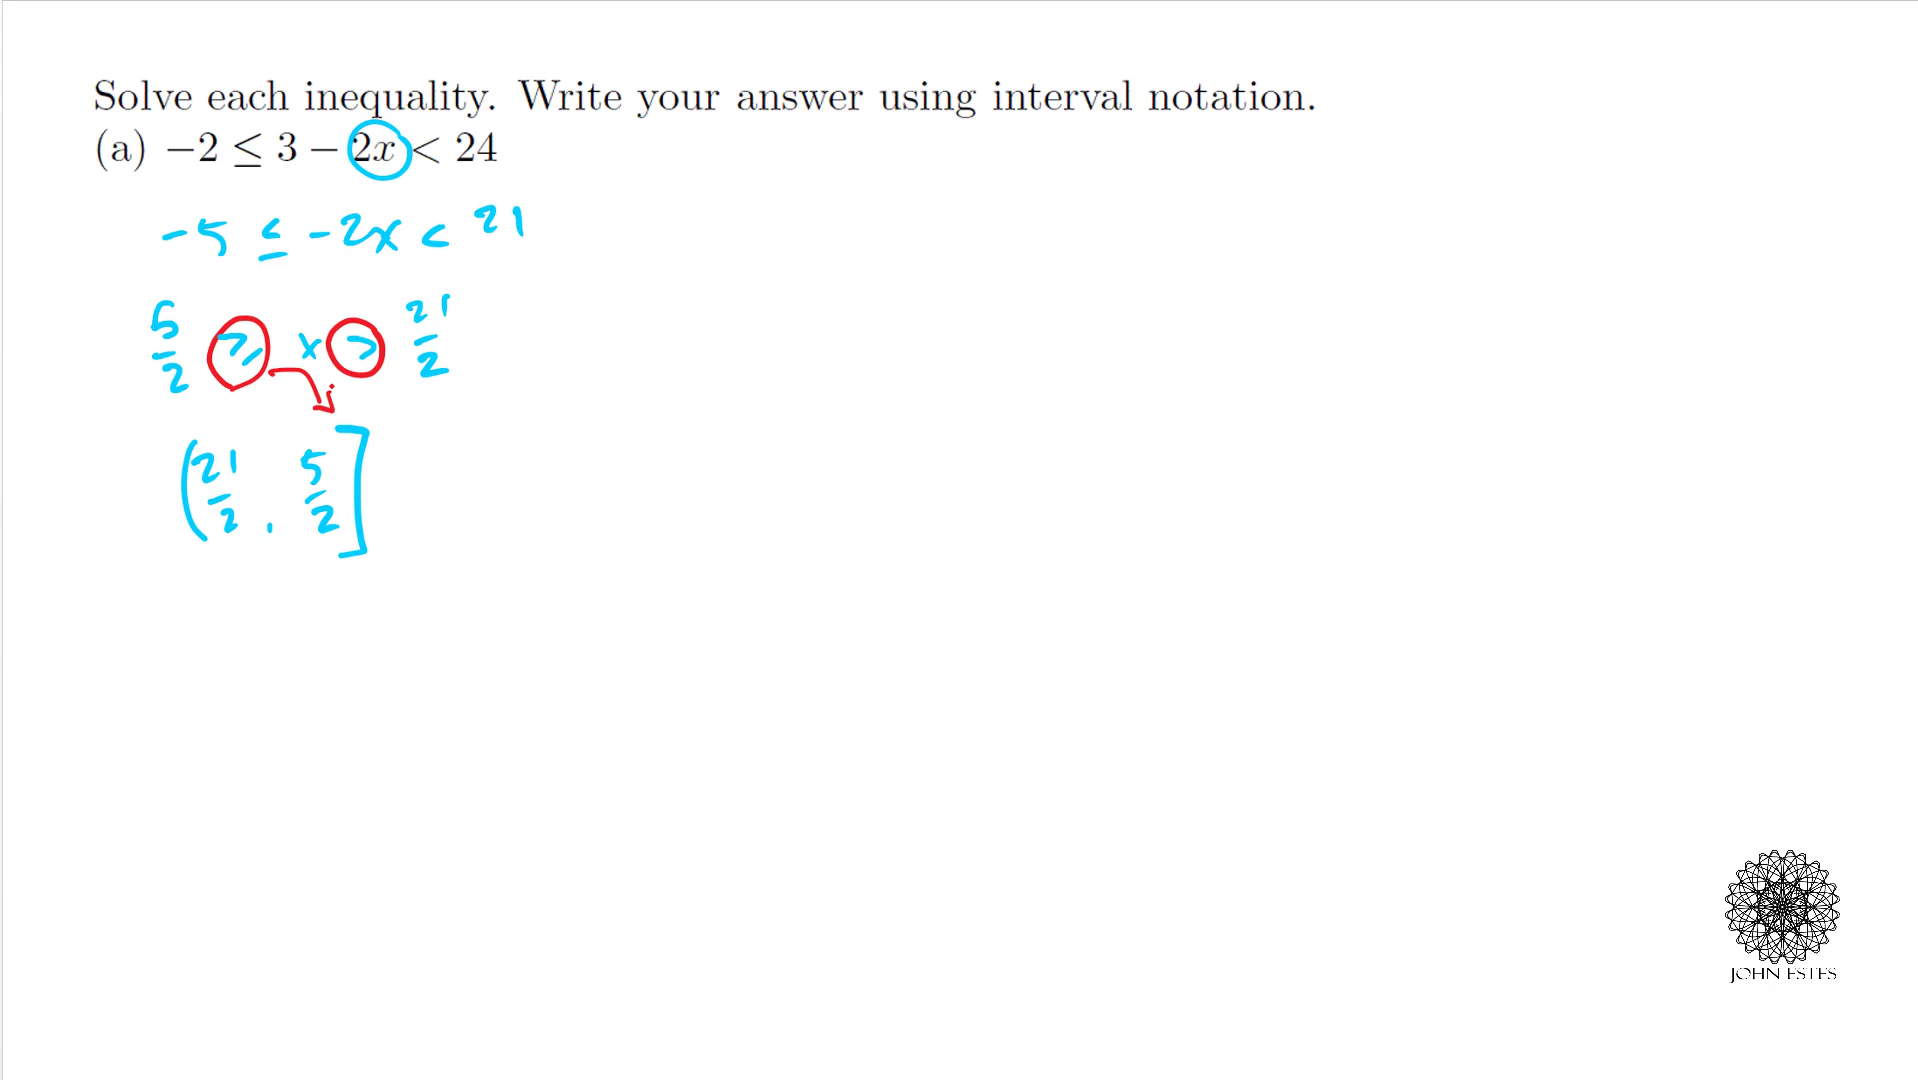 Solve each inequality. Write your answer using interval notation.
(a) −2 ≤ 3 − 2x < 24
-5 ≤ -2x < 21
5/2 ≥ x > 21/2
(21/2, 5/2]
JOHN ESTES